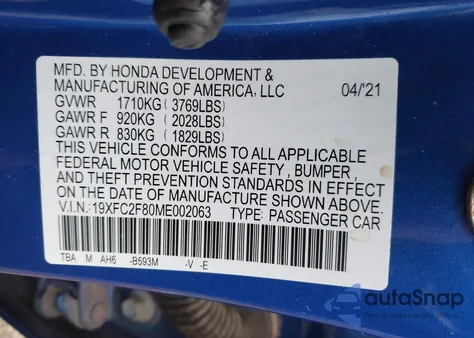 MFD. BY HONDA DEVELOPMENT &
MANUFACTURING OF AMERICA, LLC 04/'21
GVWR 1710KG (3769LBS)
GAWR F 920KG (2028LBS)
GAWR R 830KG (1829LBS)
THIS VEHICLE CONFORMS TO ALL APPLICABLE
FEDERAL MOTOR VEHICLE SAFETY , BUMPER ,
AND THEFT PREVENTION STANDARDS IN EFFECT
ON THE DATE OF MANUFACTURE SHOWN ABOVE.
V.I.N.:19XFC2F80ME002063 TYPE: PASSENGER CAR
TBA M AH6 -B593M -V -E
autoSnap